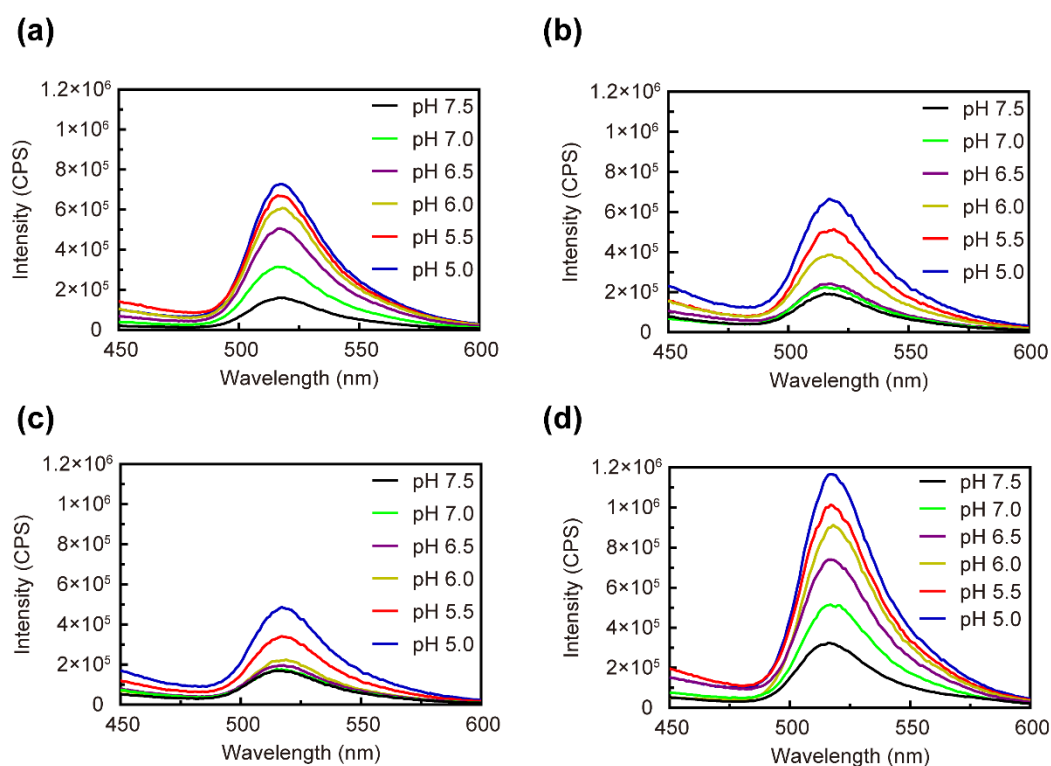 (a)
1.2×10⁶
1×10⁶
8×10⁵
6×10⁵
4×10⁵
2×10⁵
0
Intensity (CPS)
pH 7.5
pH 7.0
pH 6.5
pH 6.0
pH 5.5
pH 5.0
450 500 550 600
Wavelength (nm)
(b)
1.2×10⁶
1×10⁶
8×10⁵
6×10⁵
4×10⁵
2×10⁵
0
Intensity (CPS)
pH 7.5
pH 7.0
pH 6.5
pH 6.0
pH 5.5
pH 5.0
450 500 550 600
Wavelength (nm)
(c)
1.2×10⁶
1×10⁶
8×10⁵
6×10⁵
4×10⁵
2×10⁵
0
Intensity (CPS)
pH 7.5
pH 7.0
pH 6.5
pH 6.0
pH 5.5
pH 5.0
450 500 550 600
Wavelength (nm)
(d)
1.2×10⁶
1×10⁶
8×10⁵
6×10⁵
4×10⁵
2×10⁵
0
Intensity (CPS)
pH 7.5
pH 7.0
pH 6.5
pH 6.0
pH 5.5
pH 5.0
450 500 550 600
Wavelength (nm)